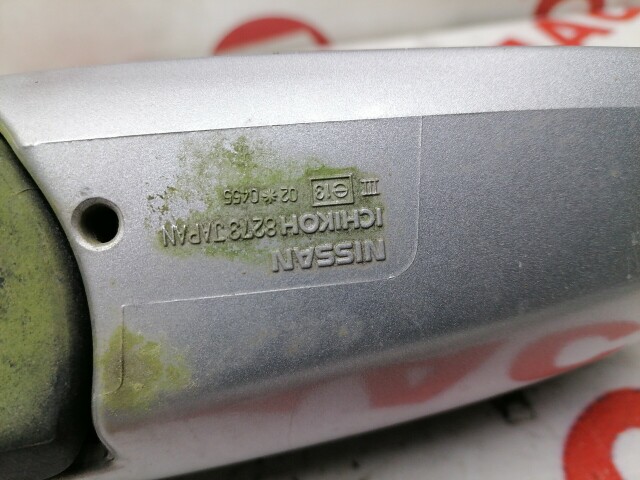 NISSAN
ICHIKOH 8273 JAPAN
III e13 02*0455